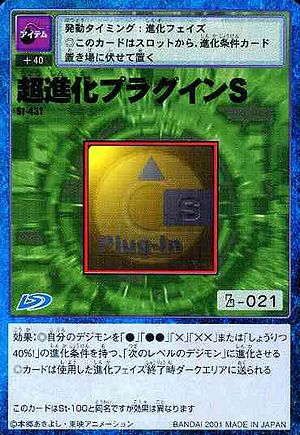 アイテム
+40
発動タイミング：進化フェイズ
◎このカードはスロットから、進化条件カード
置き場に伏せて置く
超進化プラグインS
St-431
S
Plug-In
プ-021
効果:◎自分のデジモンを「●」「●●」「×」「××」または「しょうりつ
40%!」の進化条件を持つ、「次のレベルのデジモン」に進化させる
◎カードは使用した進化フェイズ終了時ダークエリアに送られる
このカードはSt-100と同名ですが効果は異なります
©本郷あきよし・東映アニメーション
BANDAI 2001 MADE IN JAPAN